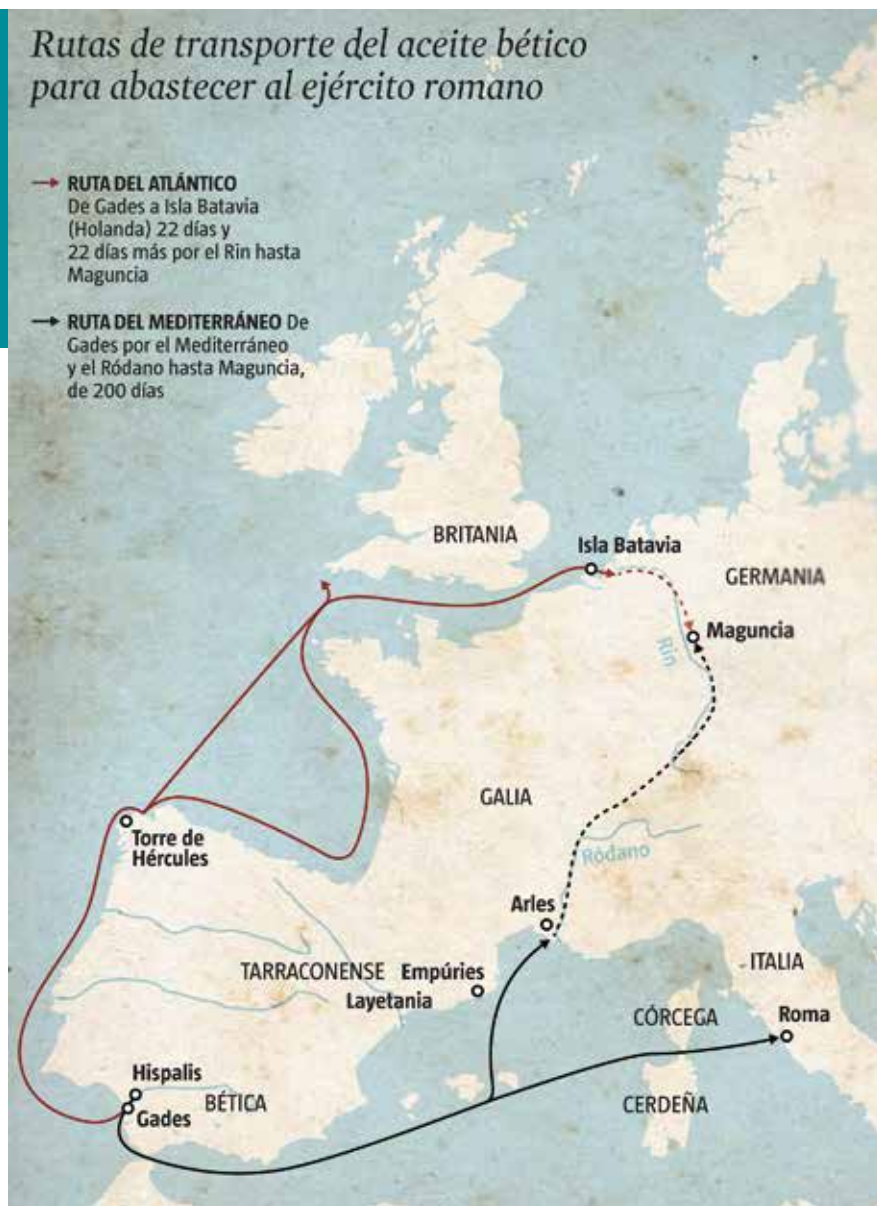 Rutas de transporte del aceite bético
para abastecer al ejército romano
RUTA DEL ATLÁNTICO
De Gades a Isla Batavia
(Holanda) 22 días y
22 días más por el Rin hasta
Maguncia
RUTA DEL MEDITERRÁNEO De
Gades por el Mediterráneo
y el Ródano hasta Maguncia,
de 200 días
BRITANIA
Isla Batavia
GERMANIA
Maguncia
Rin
GALIA
Torre de
Hércules
Ródano
Arles
TARRACONENSE
Empúries
Layetania
ITALIA
CÓRCEGA
Roma
Hispalis
BÉTICA
Gades
CERDEÑA